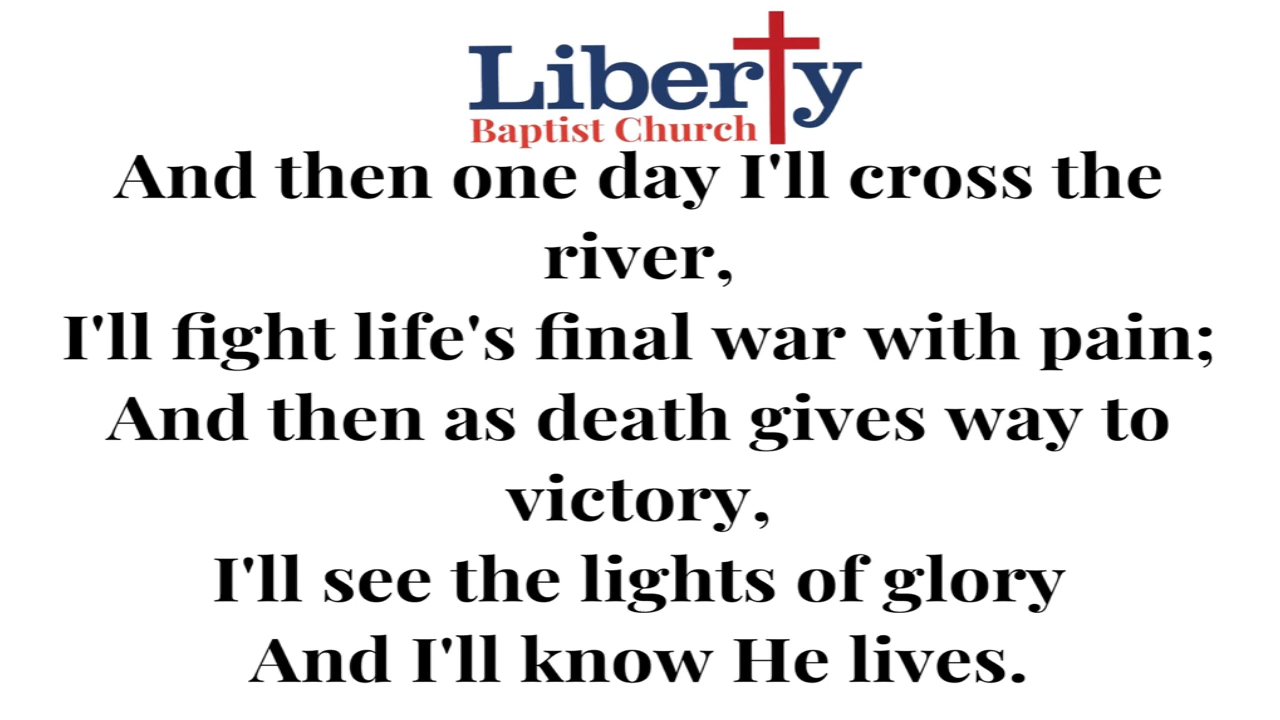 Liberty
Baptist Church
And then one day I'll cross the
river,
I'll fight life's final war with pain;
And then as death gives way to
victory,
I'll see the lights of glory
And I'll know He lives.